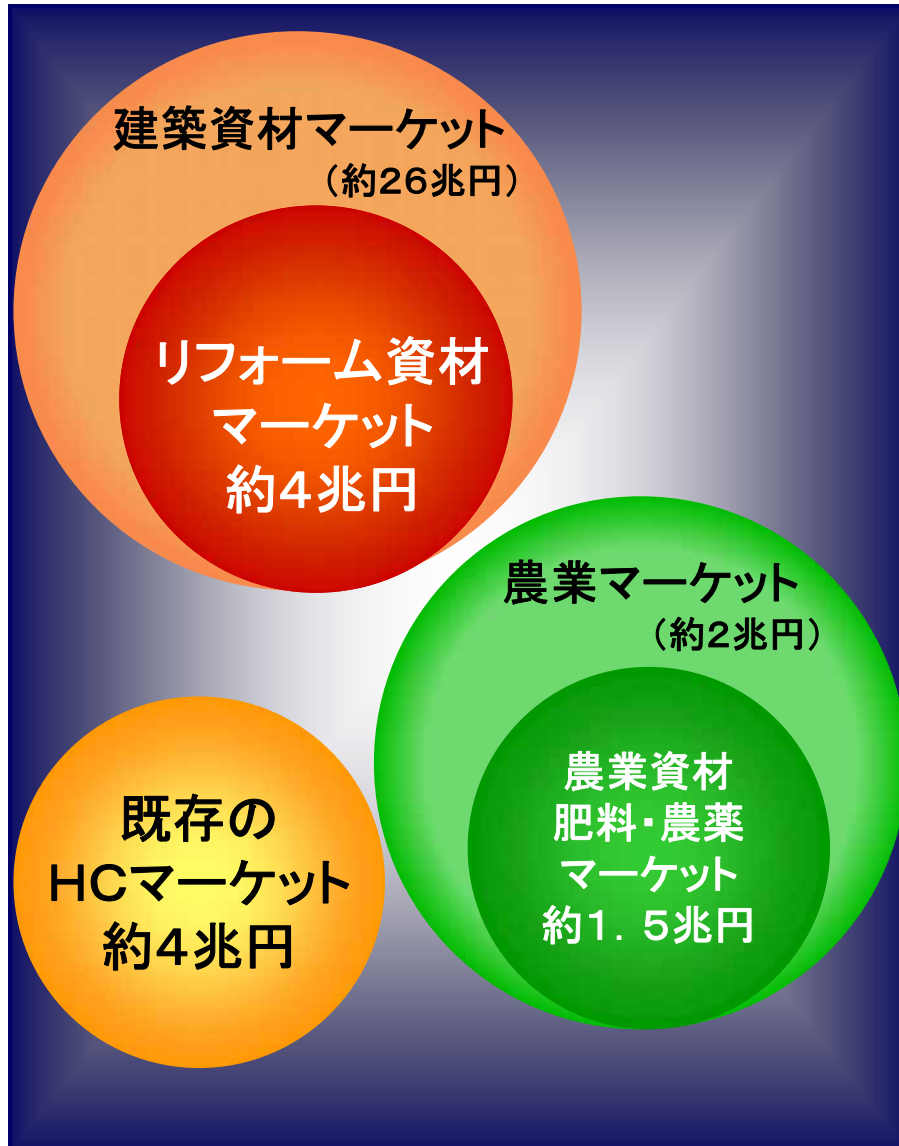 建築資材マーケット
（約２６兆円）
リフォーム資材
マーケット
約４兆円
農業マーケット
（約２兆円）
農業資材
肥料・農薬
マーケット
約１．５兆円
既存の
ＨＣマーケット
約４兆円